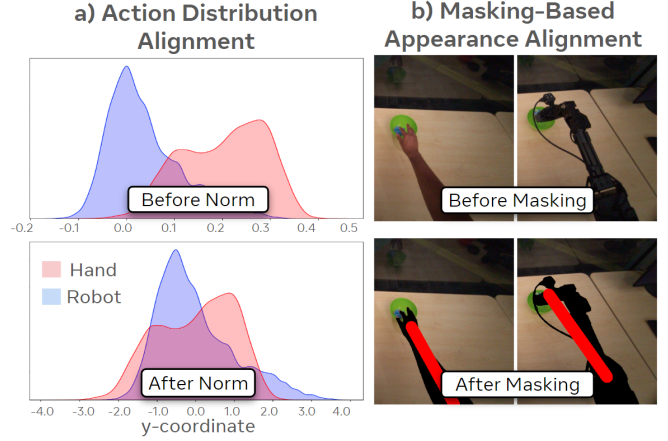 a) Action Distribution
Alignment
b) Masking-Based
Appearance Alignment
Before Norm
-0.2 -0.1 0.0 0.1 0.2 0.3 0.4 0.5
Hand
Robot
After Norm
-4.0 -3.0 -2.0 -1.0 0.0 1.0 2.0 3.0 4.0
y-coordinate
Before Masking
After Masking